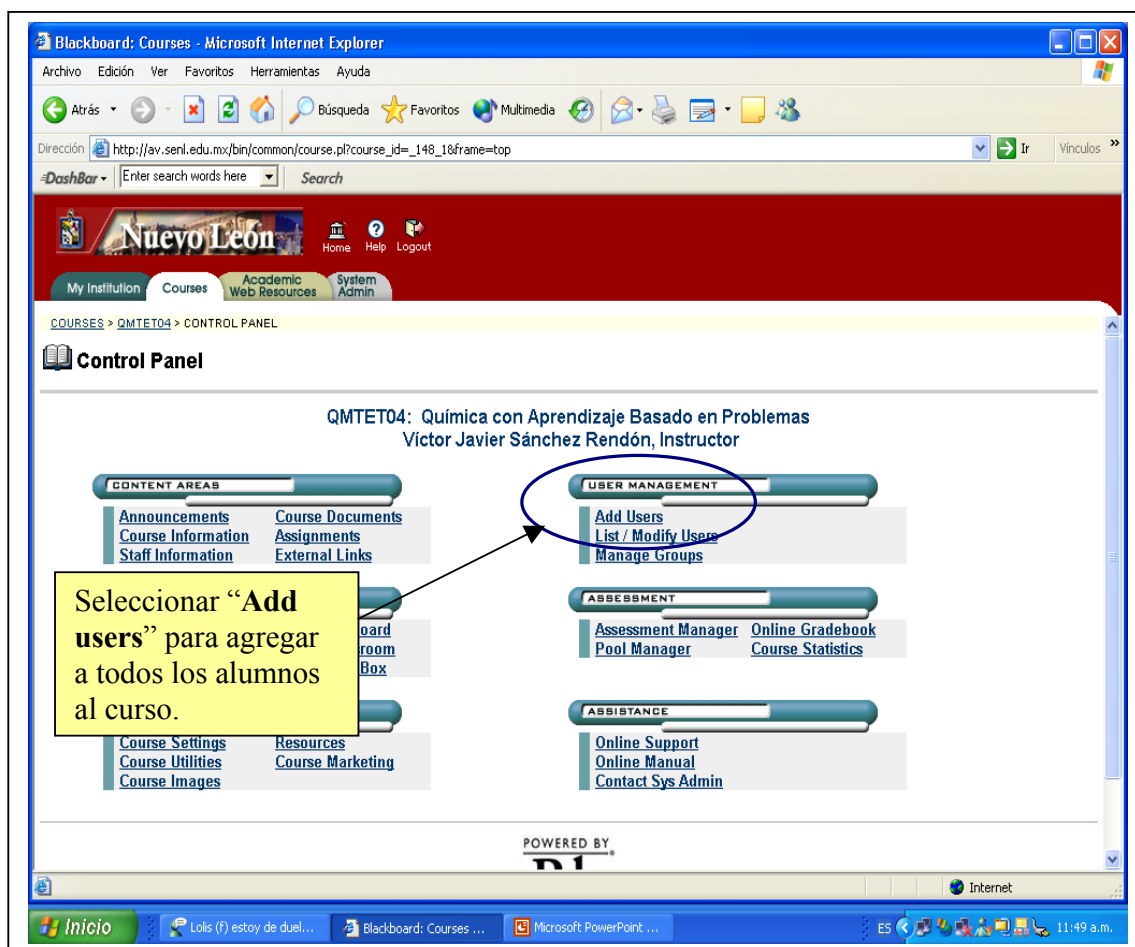 Blackboard: Courses - Microsoft Internet Explorer
Archivo Edición Ver Favoritos Herramientas Ayuda
Atrás Búsqueda Favoritos Multimedia
Dirección http://av.senl.edu.mx/bin/common/course.pl?course_id=_148_1&frame=top Ir Vínculos »
DashBar Enter search words here Search
Nuevo León Home Help Logout
My Institution Courses Academic Web Resources System Admin
COURSES > QMTET04 > CONTROL PANEL
Control Panel
QMTET04: Química con Aprendizaje Basado en Problemas
Víctor Javier Sánchez Rendón, Instructor
CONTENT AREAS
Announcements Course Documents
Course Information Assignments
Staff Information External Links
USER MANAGEMENT
Add Users
List / Modify Users
Manage Groups
Seleccionar “Add
users” para agregar
a todos los alumnos
al curso.
oard
room
Box
ASSESSMENT
Assessment Manager Online Gradebook
Pool Manager Course Statistics
Course Settings Resources
Course Utilities Course Marketing
Course Images
ASSISTANCE
Online Support
Online Manual
Contact Sys Admin
POWERED BY
Internet
Inicio Lolis (f) estoy de duel... Blackboard: Courses ... Microsoft PowerPoint ... ES 11:49 a.m.